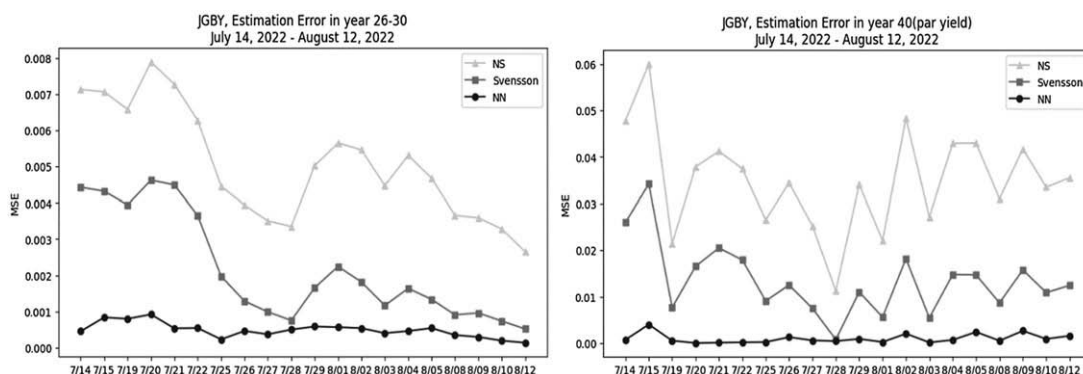 JGBY, Estimation Error in year 26-30
July 14, 2022 - August 12, 2022
NS
Svensson
NN
MSE
0.008
0.007
0.006
0.005
0.004
0.003
0.002
0.001
0.000
7/14 7/15 7/19 7/20 7/21 7/22 7/25 7/26 7/27 7/28 7/29 8/01 8/02 8/03 8/04 8/05 8/08 8/09 8/10 8/12
JGBY, Estimation Error in year 40(par yield)
July 14, 2022 - August 12, 2022
NS
Svensson
NN
MSE
0.06
0.05
0.04
0.03
0.02
0.01
0.00
7/14 7/15 7/19 7/20 7/21 7/22 7/25 7/26 7/27 7/28 7/29 8/01 8/02 8/03 8/04 8/05 8/08 8/09 8/10 8/12